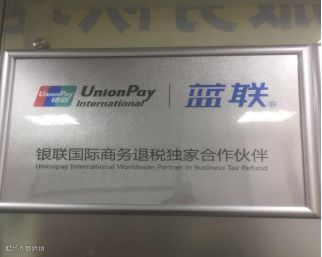 UnionPay
银联
International
蓝联®
银联国际商务退税独家合作伙伴
Unionpay International Worldwide Partner in Business Tax Refund